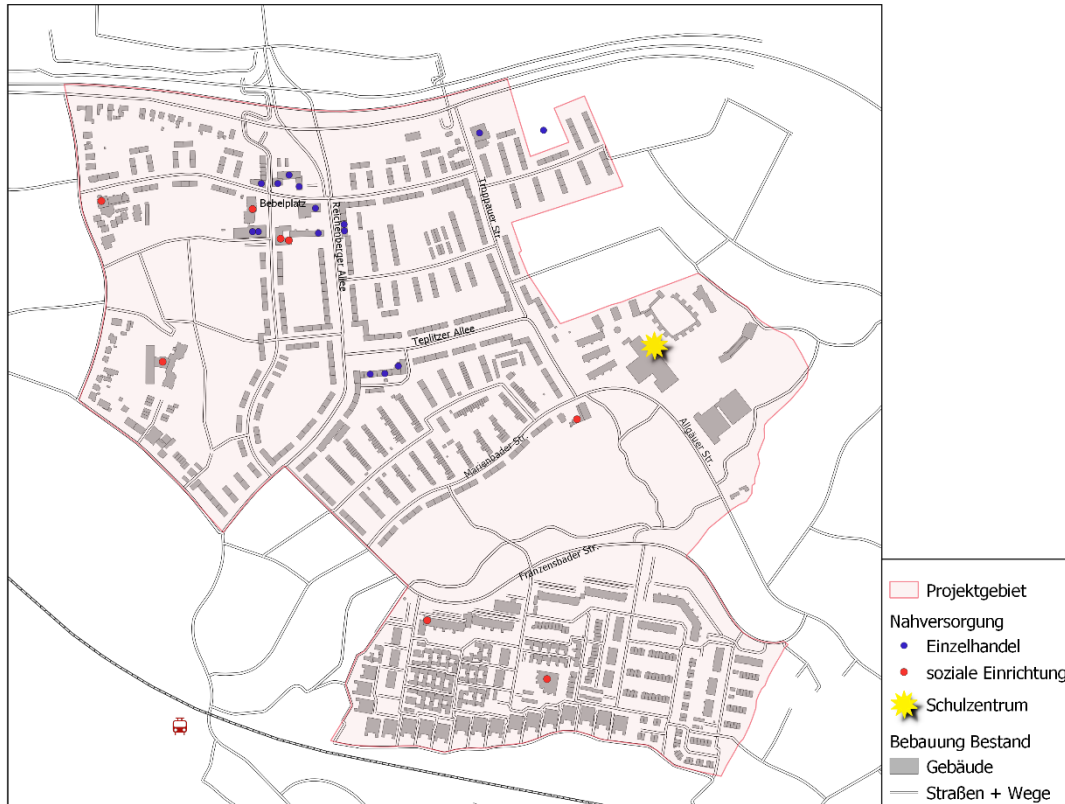 Bebelplatz
Reichenberger Allee
Troppauer Str.
Teplitzer Allee
Marienbader Str.
Allgäuer Str.
Franzensbader Str.
Projektgebiet
Nahversorgung
Einzelhandel
soziale Einrichtung
Schulzentrum
Bebauung Bestand
Gebäude
Straßen + Wege